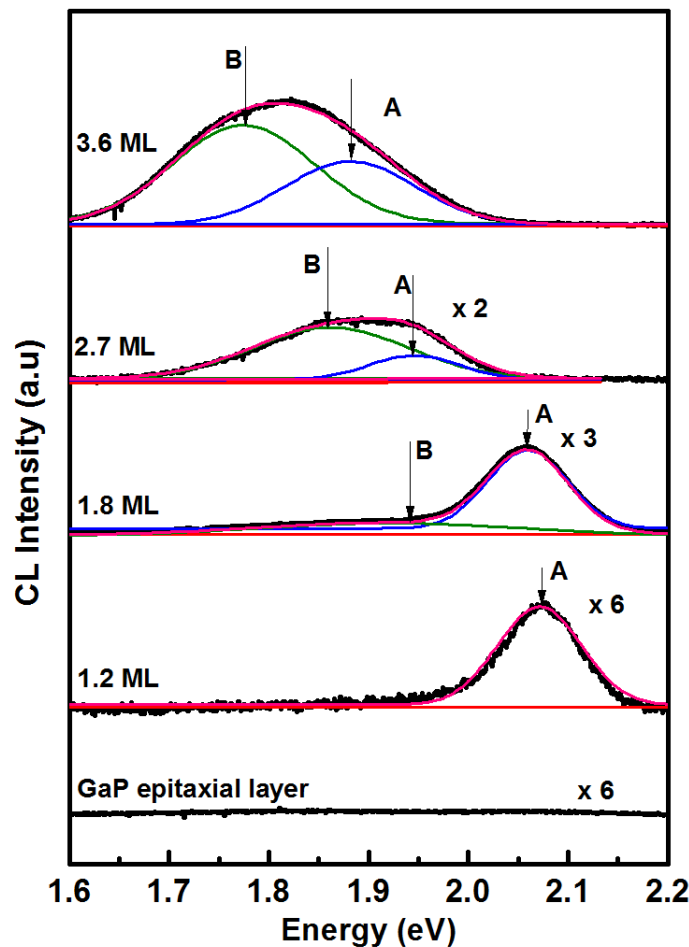 B
A
3.6 ML
B
A
x 2
2.7 ML
A
x 3
B
1.8 ML
A
x 6
1.2 ML
GaP epitaxial layer
x 6
CL Intensity (a.u)
1.6 1.7 1.8 1.9 2.0 2.1 2.2
Energy (eV)